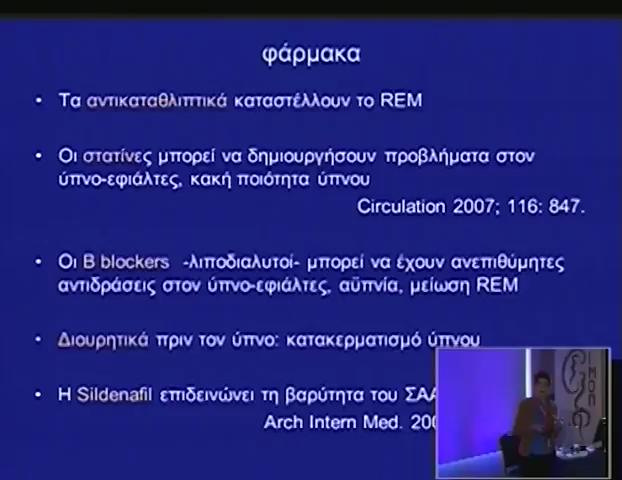 φάρμακα
• Τα αντικαταθλιπτικά καταστέλλουν το REM
• Οι στατίνες μπορεί να δημιουργήσουν προβλήματα στον
ύπνο-εφιάλτες, κακή ποιότητα ύπνου
Circulation 2007; 116: 847.
• Οι B blockers -λιποδιαλυτοί- μπορεί να έχουν ανεπιθύμητες
αντιδράσεις στον ύπνο-εφιάλτες, αϋπνία, μείωση REM
• Διουρητικά πριν τον ύπνο: κατακερματισμό ύπνου
• Η Sildenafil επιδεινώνει τη βαρύτητα του
Arch Intern Med.